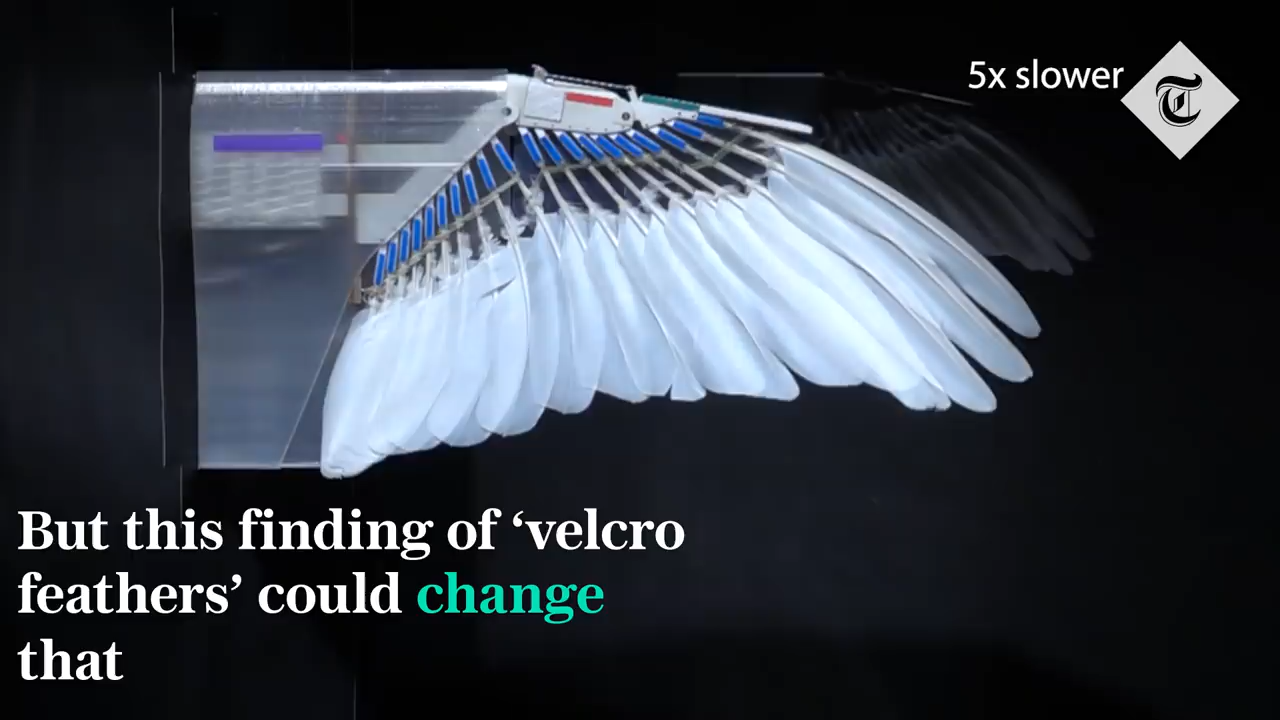 5x slower
T
But this finding of ‘velcro
feathers’ could change
that